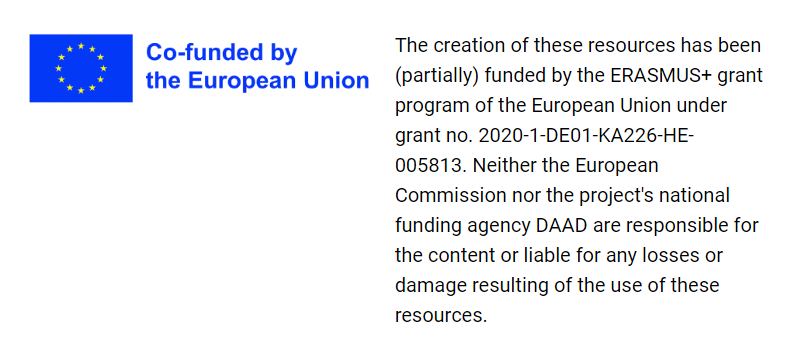 Co-funded by
the European Union
The creation of these resources has been
(partially) funded by the ERASMUS+ grant
program of the European Union under
grant no. 2020-1-DE01-KA226-HE-
005813. Neither the European
Commission nor the project's national
funding agency DAAD are responsible for
the content or liable for any losses or
damage resulting of the use of these
resources.